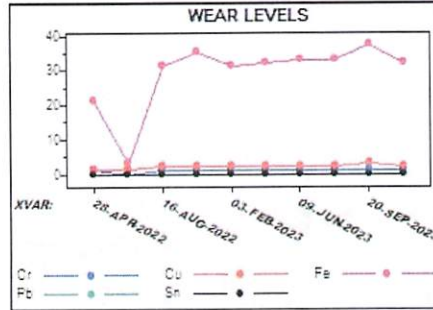 WEAR LEVELS
40
30
20
10
0
XVAR:
28-APR-2022
16-AUG-2022
03-FEB-2023
09-JUN-2023
20-SEP-2023
Cr Cu Fe
Pb Sn